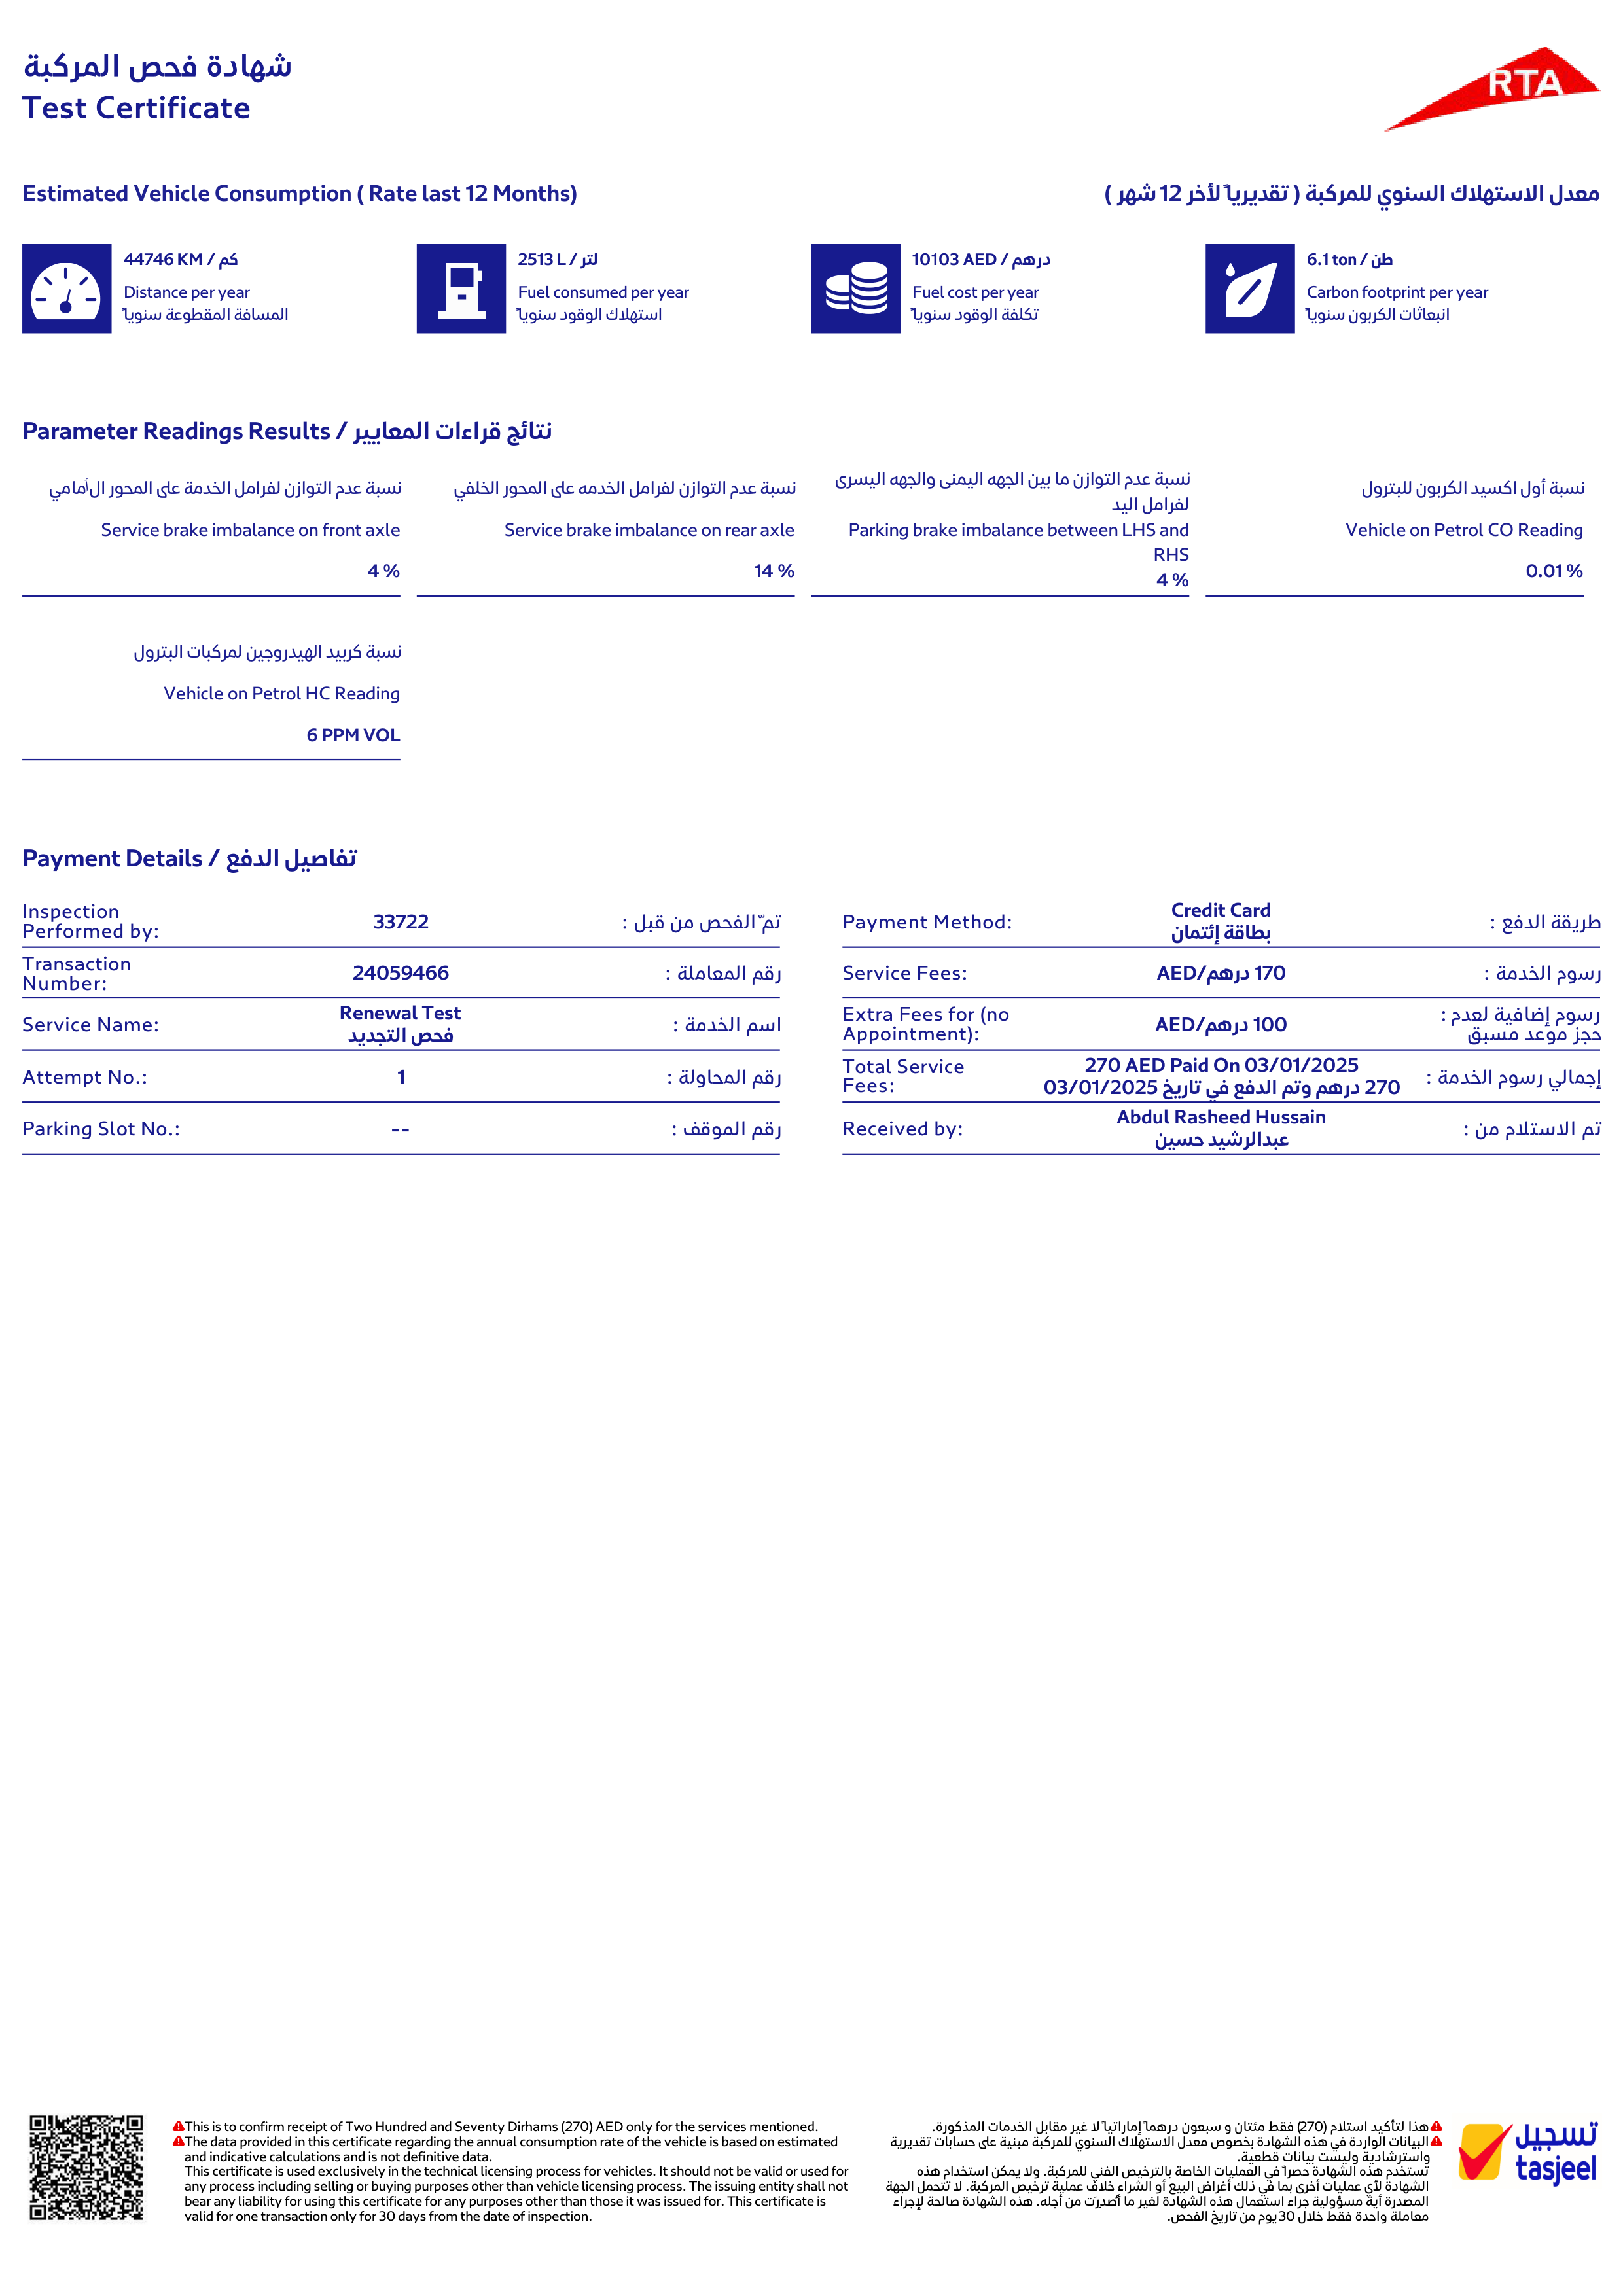 شهادة فحص المركبة
Test Certificate
RTA
Estimated Vehicle Consumption ( Rate last 12 Months)
معدل الاستهلاك السنوي للمركبة ( تقديرياً لأخر 12 شهر )
44746 KM / كم
Distance per year
المسافة المقطوعة سنوياً
2513 L / لتر
Fuel consumed per year
استهلاك الوقود سنوياً
10103 AED / درهم
Fuel cost per year
تكلفة الوقود سنوياً
6.1 ton / طن
Carbon footprint per year
انبعاثات الكربون سنوياً
Parameter Readings Results / نتائج قراءات المعايير
نسبة عدم التوازن لفرامل الخدمة على المحور الأمامي
Service brake imbalance on front axle
4 %
نسبة عدم التوازن لفرامل الخدمه على المحور الخلفي
Service brake imbalance on rear axle
14 %
نسبة عدم التوازن ما بين الجهه اليمنى والجهه اليسرى
لفرامل اليد
Parking brake imbalance between LHS and
RHS
4 %
نسبة أول اكسيد الكربون للبترول
Vehicle on Petrol CO Reading
0.01 %
نسبة كربيد الهيدروجين لمركبات البترول
Vehicle on Petrol HC Reading
6 PPM VOL
Payment Details / تفاصيل الدفع
Inspection
Performed by:
33722
تمّ الفحص من قبل :
Transaction
Number:
24059466
رقم المعاملة :
Service Name:
Renewal Test
فحص التجديد
اسم الخدمة :
Attempt No.:
1
رقم المحاولة :
Parking Slot No.:
--
رقم الموقف :
Payment Method:
Credit Card
بطاقة إئتمان
طريقة الدفع :
Service Fees:
170 درهم/AED
رسوم الخدمة :
Extra Fees for (no
Appointment):
100 درهم/AED
رسوم إضافية لعدم :
حجز موعد مسبق
Total Service
Fees:
270 AED Paid On 03/01/2025
270 درهم وتم الدفع في تاريخ 03/01/2025
إجمالي رسوم الخدمة :
Received by:
Abdul Rasheed Hussain
عبدالرشيد حسين
تم الاستلام من :
This is to confirm receipt of Two Hundred and Seventy Dirhams (270) AED only for the services mentioned.
The data provided in this certificate regarding the annual consumption rate of the vehicle is based on estimated
and indicative calculations and is not definitive data.
This certificate is used exclusively in the technical licensing process for vehicles. It should not be valid or used for
any process including selling or buying purposes other than vehicle licensing process. The issuing entity shall not
bear any liability for using this certificate for any purposes other than those it was issued for. This certificate is
valid for one transaction only for 30 days from the date of inspection.
هذا لتأكيد استلام (270) فقط مئتان و سبعون درهماً إماراتياً لا غير مقابل الخدمات المذكورة.
البيانات الواردة في هذه الشهادة بخصوص معدل الاستهلاك السنوي للمركبة مبنية على حسابات تقديرية
واسترشادية وليست بيانات قطعية.
تستخدم هذه الشهادة حصراً في العمليات الخاصة بالترخيص الفني للمركبة. ولا يمكن استخدام هذه
الشهادة لأي عمليات أخرى بما في ذلك أغراض البيع أو الشراء خلاف عملية ترخيص المركبة. لا تتحمل الجهة
المصدرة أية مسؤولية جراء استعمال هذه الشهادة لغير ما أصدرت من أجله. هذه الشهادة صالحة لإجراء
معاملة واحدة فقط خلال 30 يوم من تاريخ الفحص.
تسجيل
tasjeel